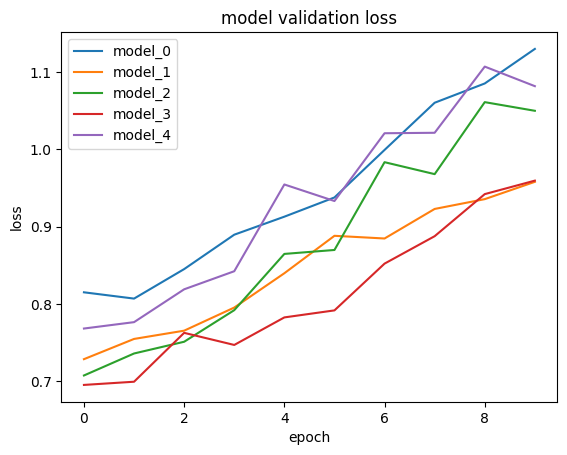 model validation loss
model_0
model_1
model_2
model_3
model_4
1.1
1.0
0.9
0.8
0.7
loss
0 2 4 6 8
epoch